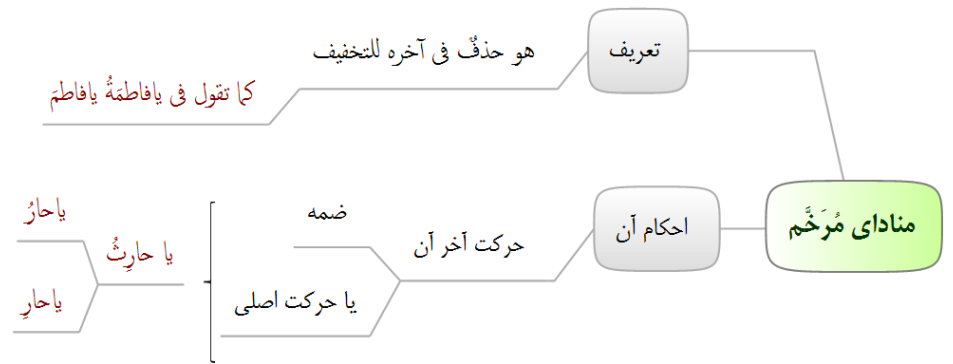 منادای مُرَخَّم
تعریف
هو حذفٌ فی آخره للتخفیف
کما تقول فی یافاطمَةُ یافاطمَ
احکام آن
حرکت آخر آن
ضمه
یا حرکت اصلی
یا حارِثُ
یاحارُ
یاحارِ